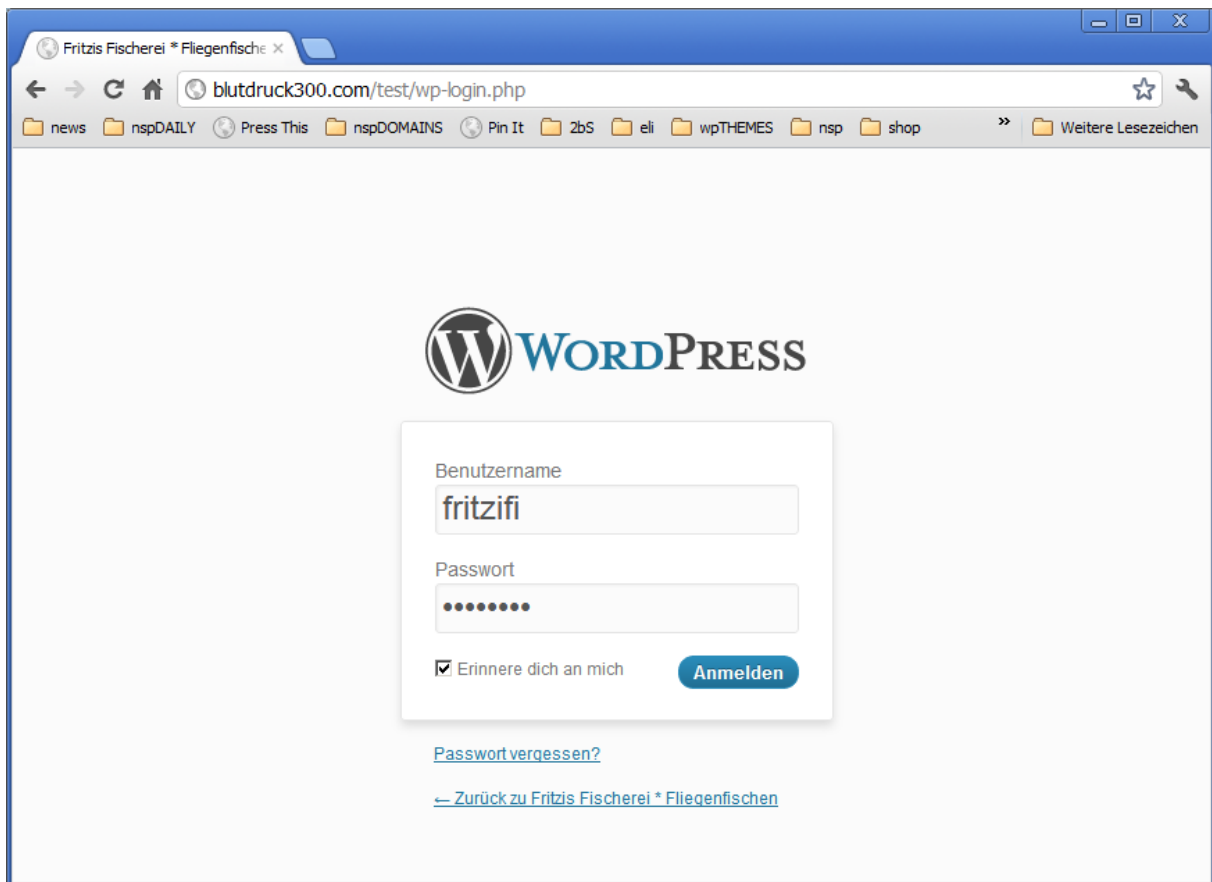 Fritzis Fischerei * Fliegenfische
blutdruck300.com/test/wp-login.php
news nspDAILY Press This nspDOMAINS Pin It 2bS eli wpTHEMES nsp shop » Weitere Lesezeichen
WORDPRESS
Benutzername
fritzifi
Passwort
••••••••
Erinnere dich an mich Anmelden
Passwort vergessen?
← Zurück zu Fritzis Fischerei * Fliegenfischen